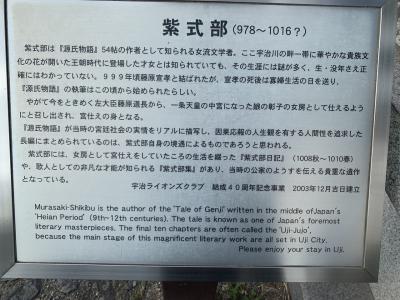 紫式部(978〜1016?)
紫式部は『源氏物語』54帖の作者として知られる女流文学者。ここ宇治川の畔一帯に華やかな貴族文
化の花が開いた王朝時代に登場した才女とは知られていても、その生涯には謎が多く、生・没年さえ正
確にはわかっていない。999年頃藤原宣孝と結ばれたが、宣孝の死後は寡婦生活の日を送り、
『源氏物語』の執筆はこの頃から始められたらしい。
やがて今をときめく左大臣藤原道長から、一条天皇の中宮になった娘の彰子の女房として仕えるよう
にと召し出され、宮仕えの身となる。
『源氏物語』が当時の宮廷社会の実情をリアルに描写し、因果応報の人生観を有する人間性を追求した
長編にまとめられているのは、紫式部自身の境遇によるものであろうと思われる。
紫式部には、女房として宮仕えをしていたころの生活を綴った『紫式部日記』(1008秋〜1010春)
や、歌人としての非凡な才能が知られる『紫式部集』があり、当時の公家のようすを伝える貴重な遺作
となっている。
宇治ライオンズクラブ 結成40周年記念事業 2003年12月吉日建立
Murasaki-Shikibu is the author of the "Tale of Genji" written in the middle ofJapan's
"Heian Period" (9th-12th centuries). The tale is known as one of Japan's foremost
literary masterpieces. The final ten chapters are often called the "Uji-Jujo",
because the main stage of this magnificent literary work are all set in Uji City.
Please enjoy your stay in Uji.